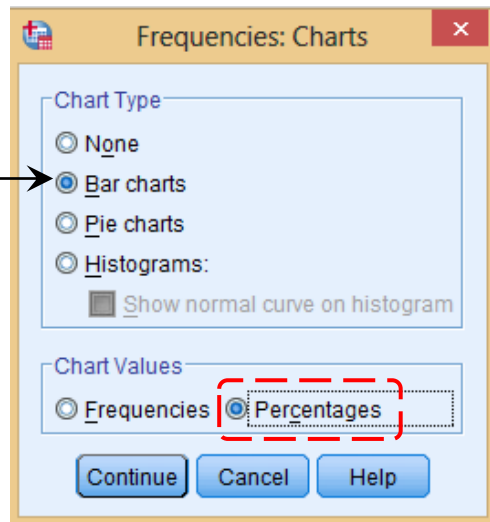 Frequencies: Charts
Chart Type
None
Bar charts
Pie charts
Histograms:
Show normal curve on histogram
Chart Values
Frequencies Percentages
Continue Cancel Help